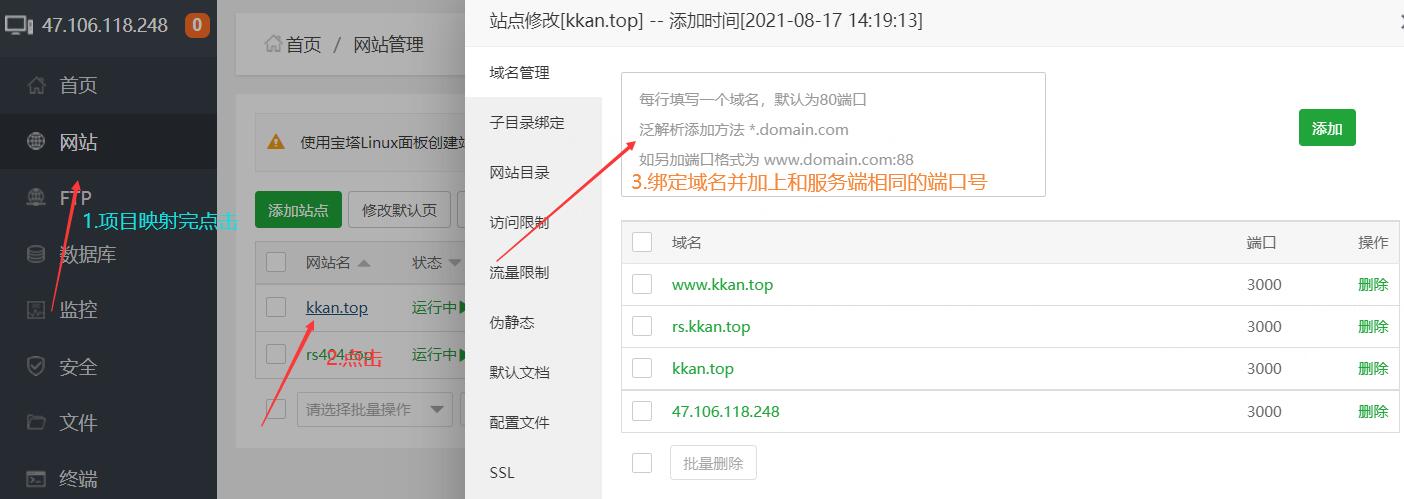 47.106.118.248
0
首页
网站
FTP
1.项目映射完点击
数据库
监控
安全
文件
终端
首页 / 网站管理
使用宝塔Linux面板创建站
添加站点
修改默认页
网站名
状态
kkan.top
运行中
rs404.top
运行中
2.点击
请选择批量操作
站点修改[kkan.top] -- 添加时间[2021-08-17 14:19:13]
域名管理
子目录绑定
网站目录
访问限制
流量限制
伪静态
默认文档
配置文件
SSL
每行填写一个域名，默认为80端口
泛解析添加方法 *.domain.com
如另加端口格式为 www.domain.com:88
3.绑定域名并加上和服务端相同的端口号
添加
域名 端口 操作
www.kkan.top 3000 删除
rs.kkan.top 3000 删除
kkan.top 3000 删除
47.106.118.248 3000 删除
批量删除